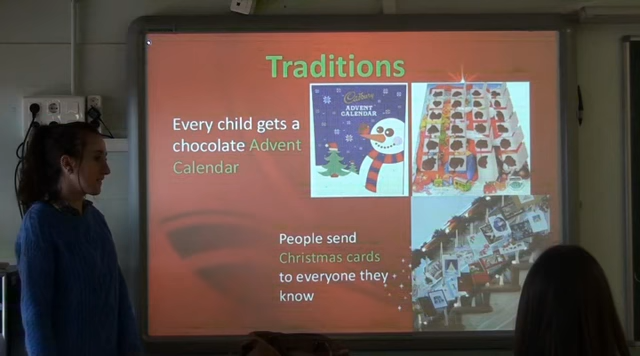 Traditions
Every child gets a
chocolate Advent
Calendar
Cadbury
ADVENT
CALENDAR
People send
Christmas cards
to everyone they
know